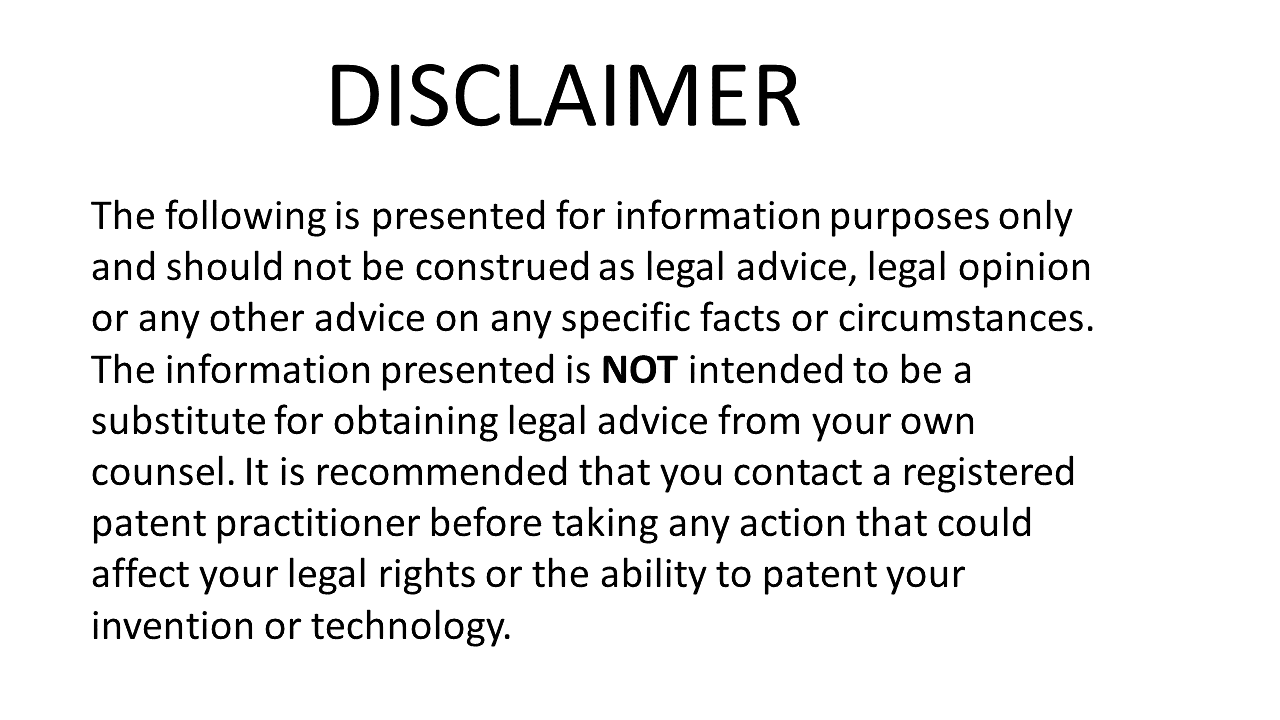 DISCLAIMER
The following is presented for information purposes only
and should not be construed as legal advice, legal opinion
or any other advice on any specific facts or circumstances.
The information presented is NOT intended to be a
substitute for obtaining legal advice from your own
counsel. It is recommended that you contact a registered
patent practitioner before taking any action that could
affect your legal rights or the ability to patent your
invention or technology.